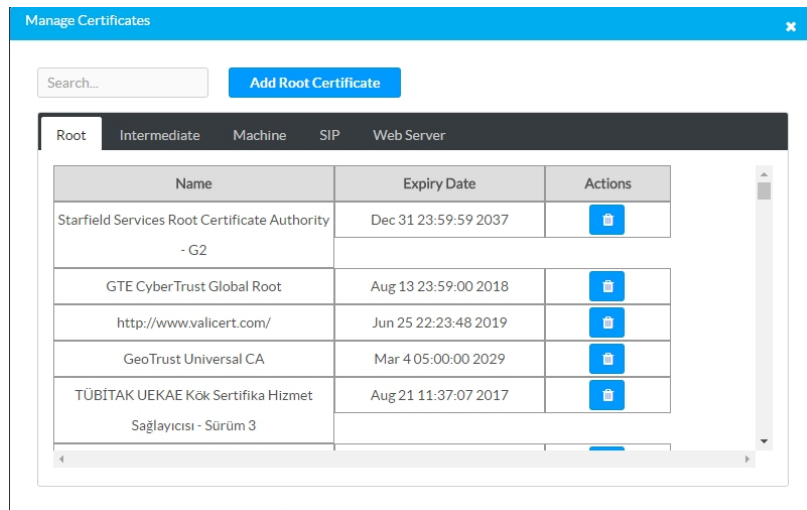 Manage Certificates
Search...
Add Root Certificate
Root Intermediate Machine SIP Web Server
Name Expiry Date Actions
Starfield Services Root Certificate Authority Dec 31 23:59:59 2037
- G2
GTE CyberTrust Global Root Aug 13 23:59:00 2018
http://www.valicert.com/ Jun 25 22:23:48 2019
GeoTrust Universal CA Mar 4 05:00:00 2029
TÜBİTAK UEKAE Kök Sertifika Hizmet Aug 21 11:37:07 2017
Sağlayıcısı - Sürüm 3